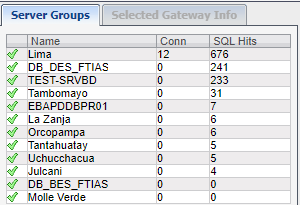 Server Groups Selected Gateway Info
Name Conn SQL Hits
Lima 12 676
DB_DES_FTIAS 0 241
TEST-SRVBD 0 233
Tambomayo 0 31
EBAPDDBPR01 0 7
La Zanja 0 6
Orcopampa 0 6
Tantahuatay 0 5
Uchucchacua 0 5
Julcani 0 4
DB_BES_FTIAS 0 0
Molle Verde 0 0